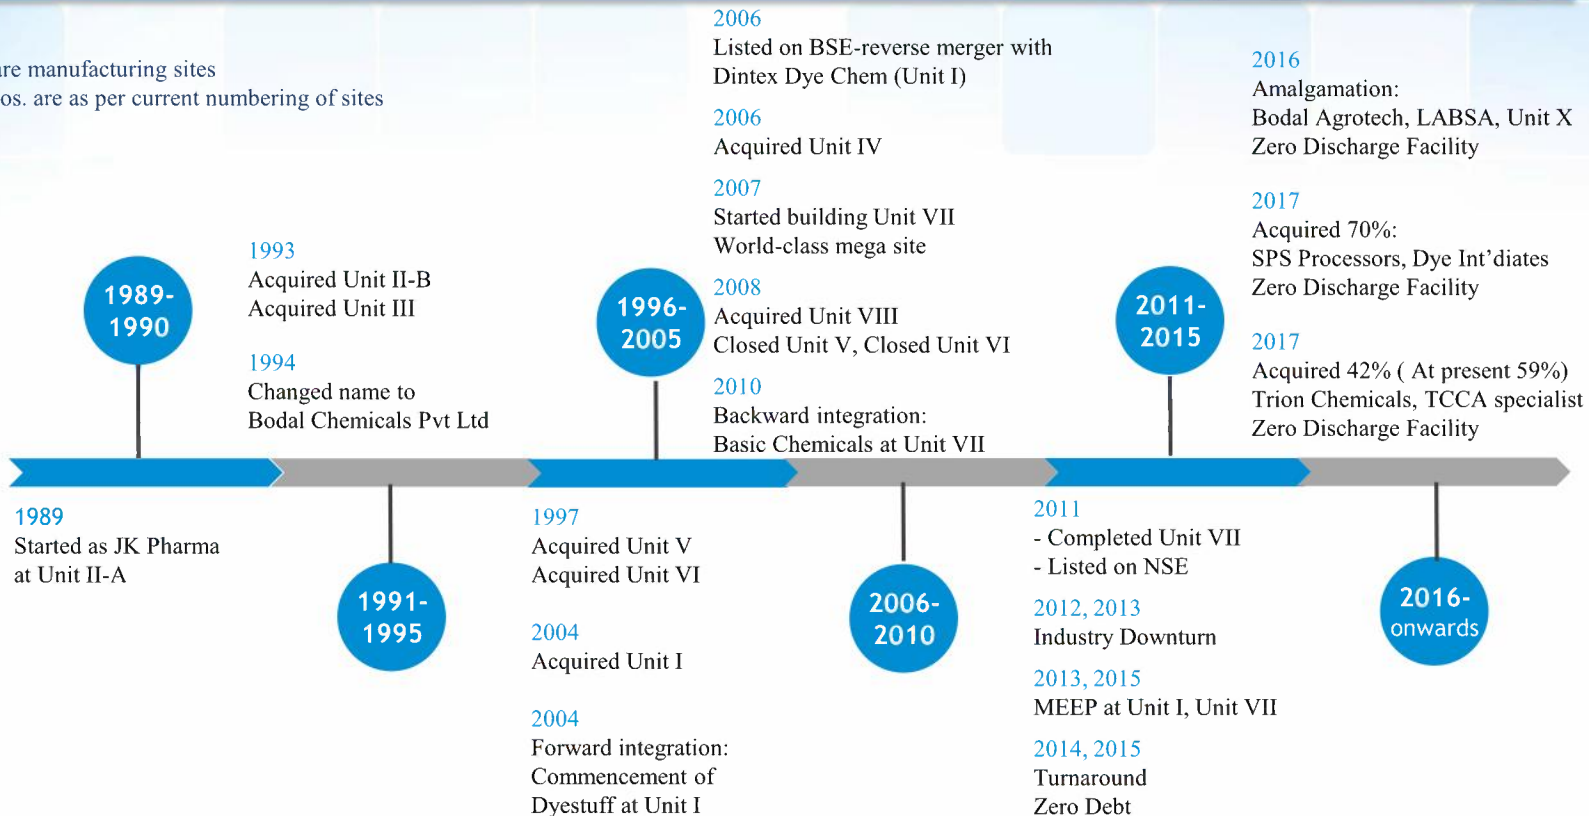 are manufacturing sites
os. are as per current numbering of sites
1989-
1990
1989
Started as JK Pharma
at Unit II-A
1993
Acquired Unit II-B
Acquired Unit III
1994
Changed name to
Bodal Chemicals Pvt Ltd
1991-
1995
1996-
2005
1997
Acquired Unit V
Acquired Unit VI
2004
Acquired Unit I
2004
Forward integration:
Commencement of
Dyestuff at Unit I
2006
Listed on BSE-reverse merger with
Dintex Dye Chem (Unit I)
2006
Acquired Unit IV
2007
Started building Unit VII
World-class mega site
2008
Acquired Unit VIII
Closed Unit V, Closed Unit VI
2010
Backward integration:
Basic Chemicals at Unit VII
2006-
2010
2011-
2015
2011
- Completed Unit VII
- Listed on NSE
2012, 2013
Industry Downturn
2013, 2015
MEEP at Unit I, Unit VII
2014, 2015
Turnaround
Zero Debt
2016
Amalgamation:
Bodal Agrotech, LABSA, Unit X
Zero Discharge Facility
2017
Acquired 70%:
SPS Processors, Dye Int’diates
Zero Discharge Facility
2017
Acquired 42% ( At present 59%)
Trion Chemicals, TCCA specialist
Zero Discharge Facility
2016-
onwards